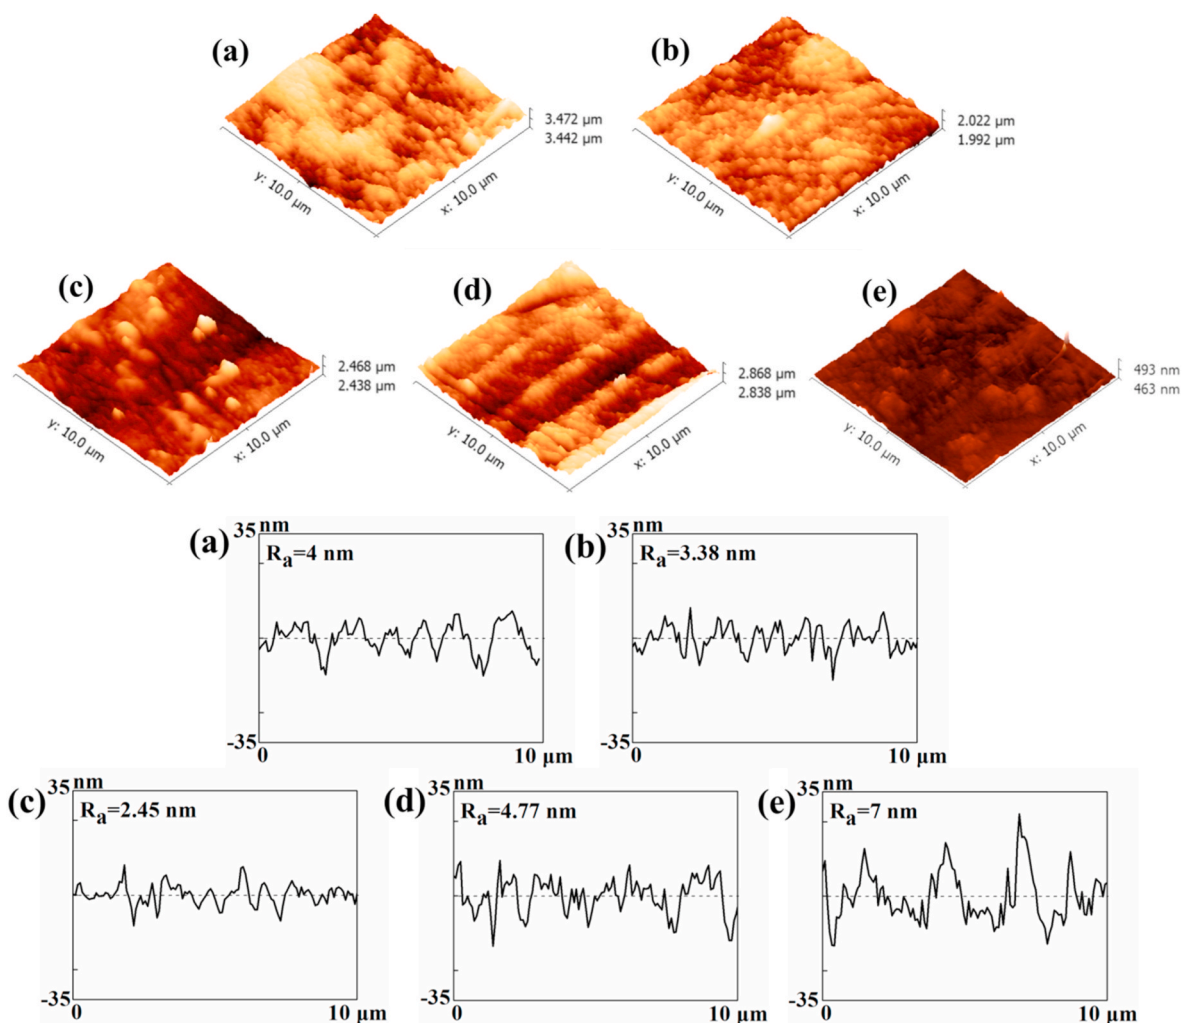 (a)
3.472 µm
3.442 µm
y: 10.0 µm
x: 10.0 µm
(b)
2.022 µm
1.992 µm
y: 10.0 µm
x: 10.0 µm
(c)
2.468 µm
2.438 µm
y: 10.0 µm
x: 10.0 µm
(d)
2.868 µm
2.838 µm
y: 10.0 µm
x: 10.0 µm
(e)
493 nm
463 nm
y: 10.0 µm
x: 10.0 µm
(a)
35 nm
Ra=4 nm
-35
0
10 µm
(b)
35 nm
Ra=3.38 nm
-35
0
10 µm
(c)
35 nm
Ra=2.45 nm
-35
0
10 µm
(d)
35 nm
Ra=4.77 nm
-35
0
10 µm
(e)
35 nm
Ra=7 nm
-35
0
10 µm